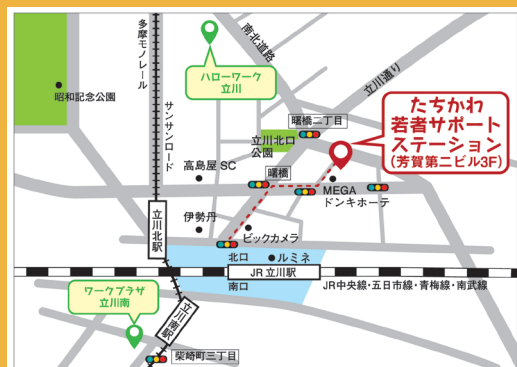 多摩モノレール
サンサンロード
昭和記念公園
ハローワーク
立川
南北道路
立川通り
曙橋二丁目
立川北口
公園
たちかわ
若者サポート
ステーション
(芳賀第二ビル3F)
高島屋 SC
曙橋
MEGA
ドンキホーテ
伊勢丹
ビックカメラ
立川北駅
北口
ルミネ
JR 立川駅
南口
JR中央線・五日市線・青梅線・南武線
ワークプラザ
立川南
立川南駅
柴崎町三丁目